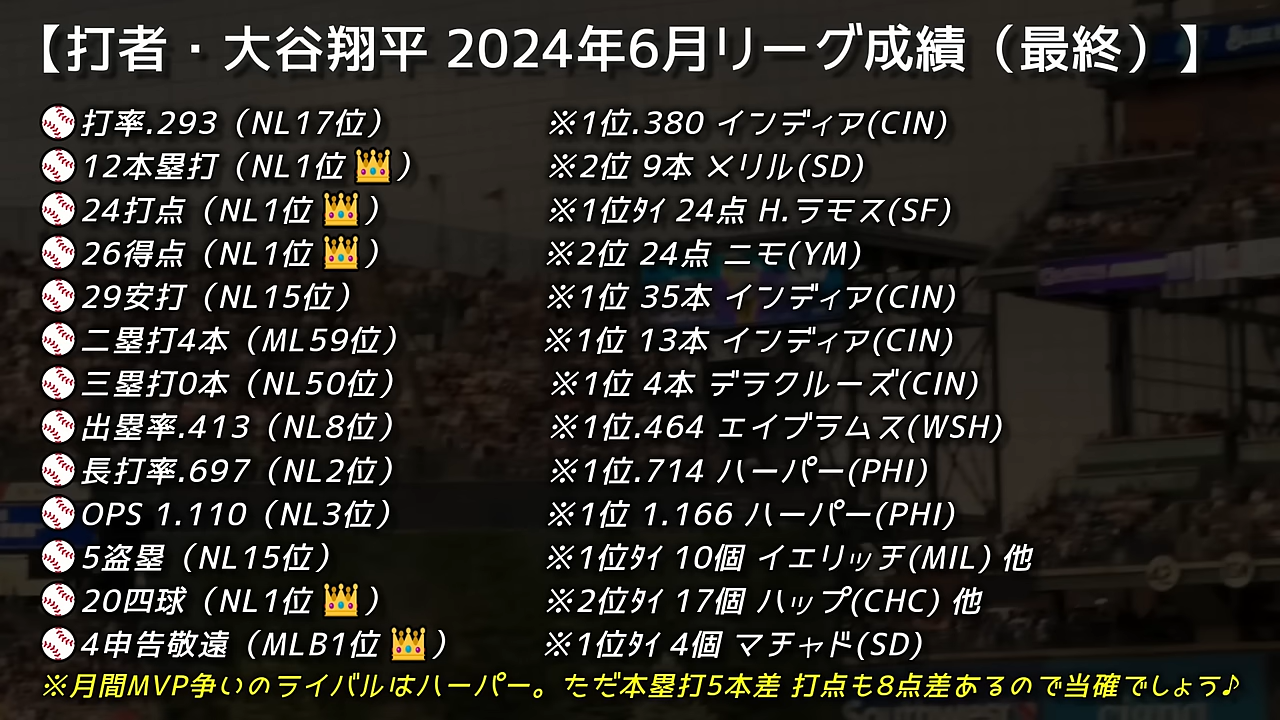 【打者・大谷翔平 2024年6月リーグ成績（最終）】
打率.293（NL17位） ※1位.380 インディア(CIN)
12本塁打（NL1位👑） ※2位 9本 メリル(SD)
24打点（NL1位👑） ※1位ﾀｲ 24点 H.ラモス(SF)
26得点（NL1位👑） ※2位 24点 ニモ(YM)
29安打（NL15位） ※1位 35本 インディア(CIN)
二塁打4本（ML59位） ※1位 13本 インディア(CIN)
三塁打0本（NL50位） ※1位 4本 デラクルーズ(CIN)
出塁率.413（NL8位） ※1位.464 エイブラムス(WSH)
長打率.697（NL2位） ※1位.714 ハーパー(PHI)
OPS 1.110（NL3位） ※1位 1.166 ハーパー(PHI)
5盗塁（NL15位） ※1位ﾀｲ 10個 イエリッチ(MIL) 他
20四球（NL1位👑） ※2位ﾀｲ 17個 ハップ(CHC) 他
4申告敬遠（MLB1位👑） ※1位ﾀｲ 4個 マチャド(SD)
※月間MVP争いのライバルはハーパー。ただ本塁打5本差 打点も8点差あるので当確でしょう♪